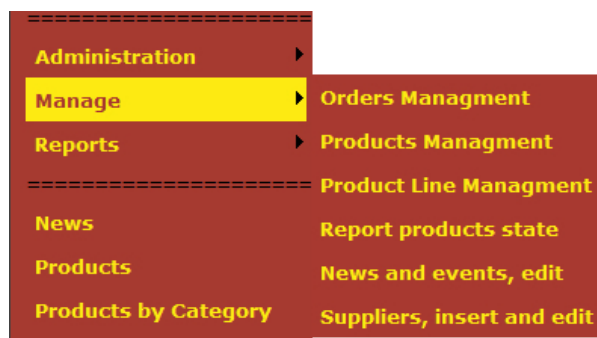 Administration
Manage
Reports
News
Products
Products by Category
Orders Managment
Products Managment
Product Line Managment
Report products state
News and events, edit
Suppliers, insert and edit